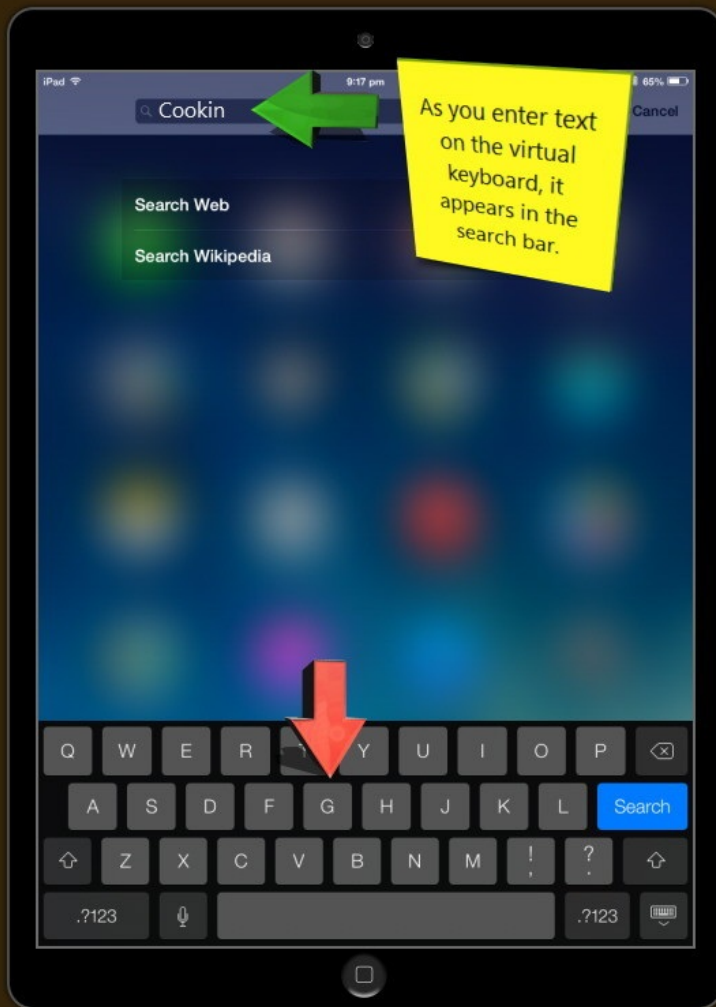 iPad 9:17 pm 65%
Cookin
Cancel
As you enter text
on the virtual
keyboard, it
appears in the
search bar.
Search Web
Search Wikipedia
Q W E R Y U I O P
A S D F G H J K L Search
Z X C V B N M ! , ? .
.?123 .?123